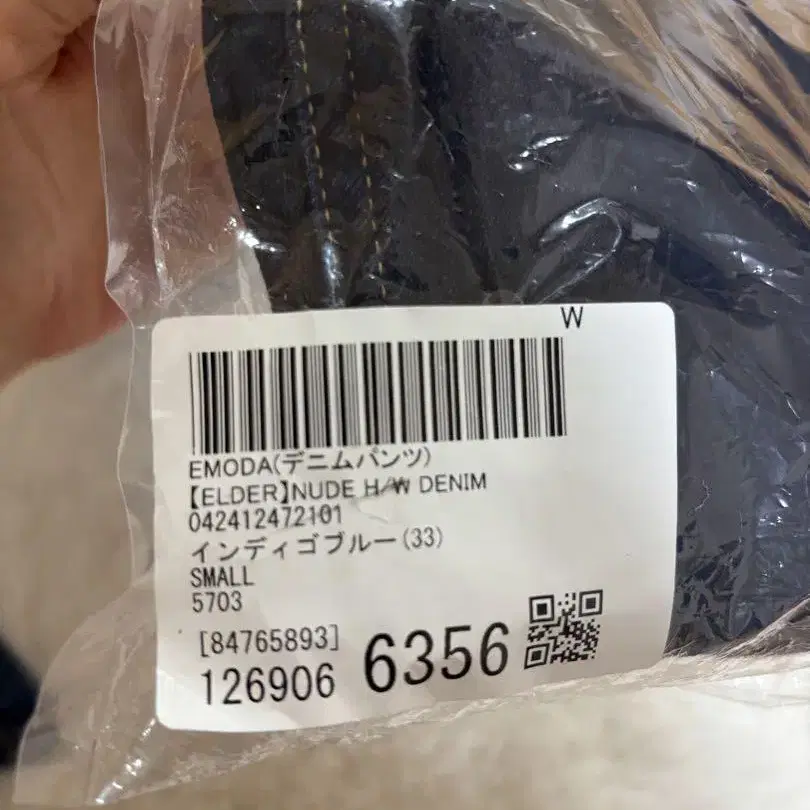 W
EMODA(デニムパンツ)
【ELDER】NUDE H/W DENIM
042412472101
インディゴブルー(33)
SMALL
5703
[84765893]
126906 6356